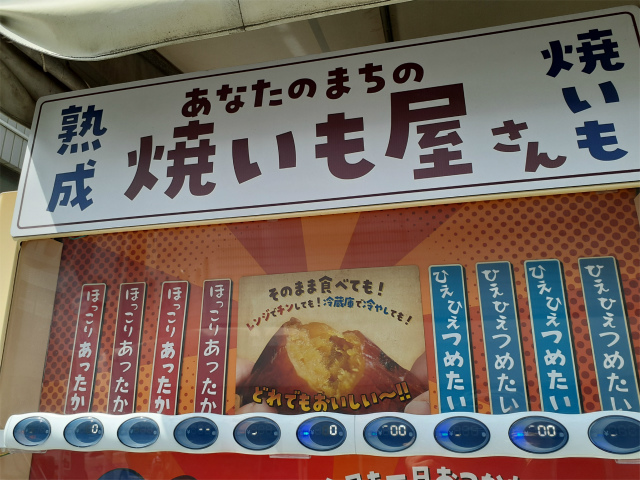 熟成
あなたのまちの
焼いも屋さん
焼いも
ほっこりあったか
ほっこりあったか
ほっこりあったか
ほっこりあったか
そのまま食べても!
レンジでチンしても!冷蔵庫で冷やしても!
どれでもおいしい〜!!
ひえひえつめたい
ひえひえつめたい
ひえひえつめたい
ひえひえつめたい
0
0
00
00